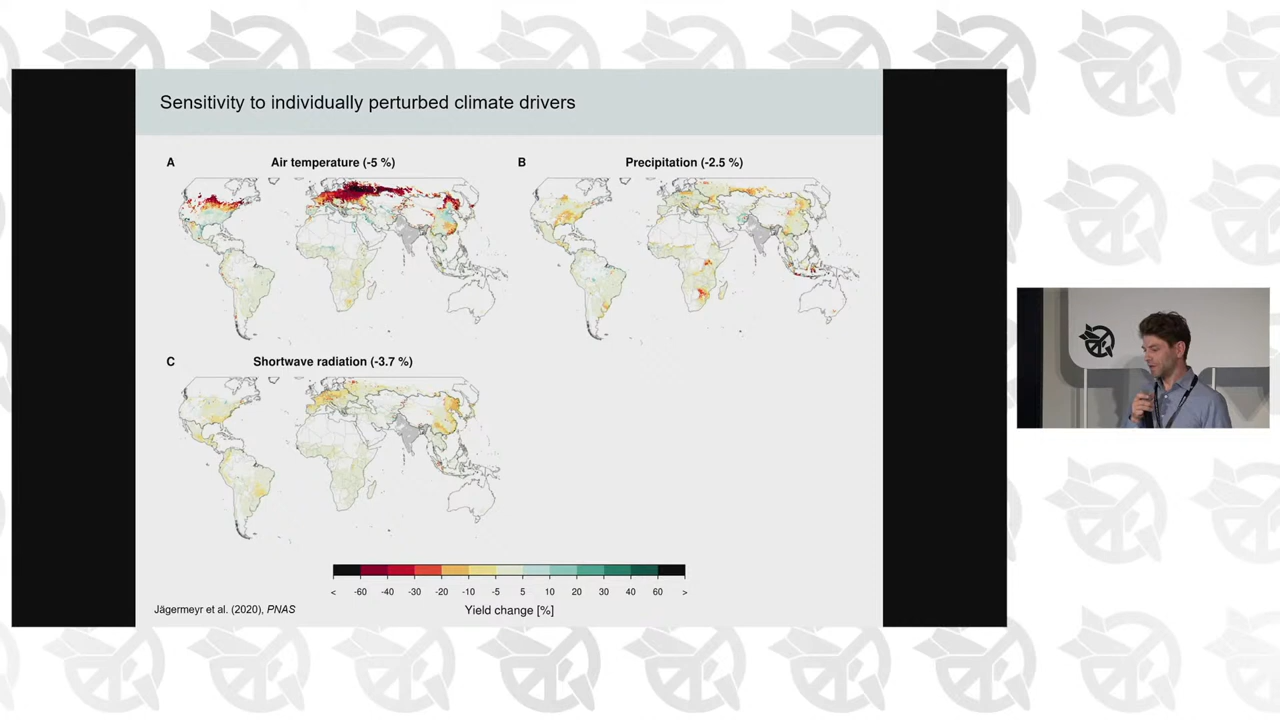 Sensitivity to individually perturbed climate drivers
A
Air temperature (-5 %)
B
Precipitation (-2.5 %)
C
Shortwave radiation (-3.7 %)
< -60 -40 -30 -20 -10 -5 5 10 20 30 40 60 >
Yield change [%]
Jägermeyr et al. (2020), PNAS